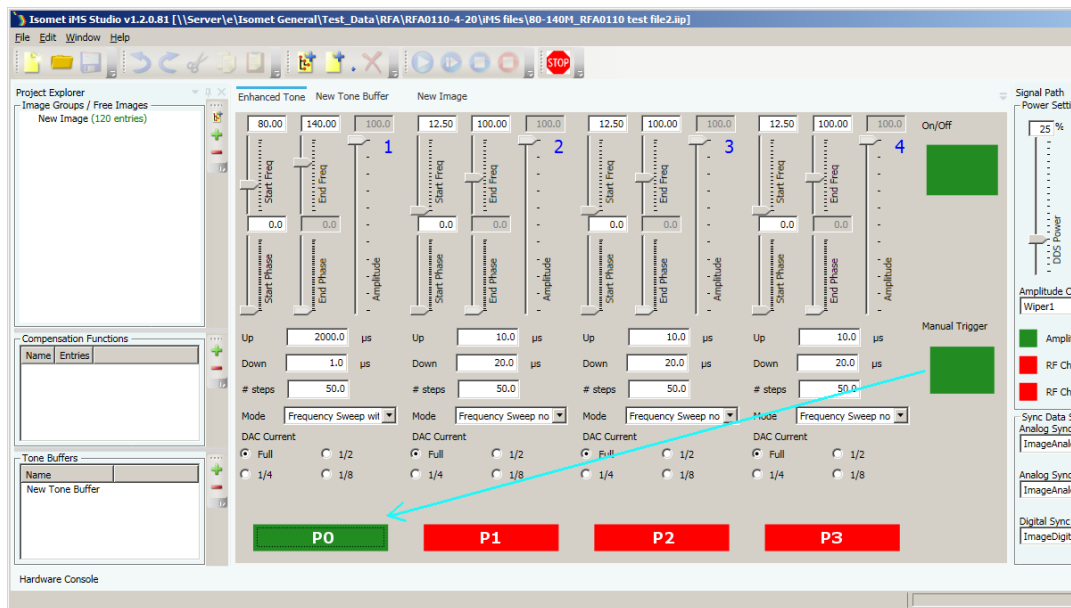 Isomet iMS Studio v1.2.0.81 [\\Server\e\Isomet General\Test_Data\RFA\RFA0110-4-20\iMS files\80-140M_RFA0110 test file2.iip]
File Edit Window Help
STOP
Project Explorer
Image Groups / Free Images
New Image (120 entries)
Compensation Functions
Name Entries
Tone Buffers
Name
New Tone Buffer
Hardware Console
Enhanced Tone New Tone Buffer New Image
80.00 140.00 100.0 12.50 100.00 100.0 12.50 100.00 100.0 12.50 100.00 100.0
1 2 3 4
Start Freq End Freq Start Freq End Freq Start Freq End Freq Start Freq End Freq
0.0 0.0 0.0 0.0 0.0 0.0 0.0 0.0
Start Phase End Phase Amplitude Start Phase End Phase Amplitude Start Phase End Phase Amplitude Start Phase End Phase Amplitude
Up 2000.0 µs Up 10.0 µs Up 10.0 µs Up 10.0 µs
Down 1.0 µs Down 20.0 µs Down 20.0 µs Down 20.0 µs
# steps 50.0 # steps 50.0 # steps 50.0 # steps 50.0
Mode Frequency Sweep wit Mode Frequency Sweep no Mode Frequency Sweep no Mode Frequency Sweep no
DAC Current DAC Current DAC Current DAC Current
Full 1/2 Full 1/2 Full 1/2 Full 1/2
1/4 1/8 1/4 1/8 1/4 1/8 1/4 1/8
P0 P1 P2 P3
On/Off
Manual Trigger
Signal Path
Power Setti
25 %
DDS Power
Amplitude C
Wiper1
Ampli
RF Ch
RF Ch
Sync Data S
Analog Sync
ImageAnal
Analog Sync
ImageAnal
Digital Sync
ImageDigit